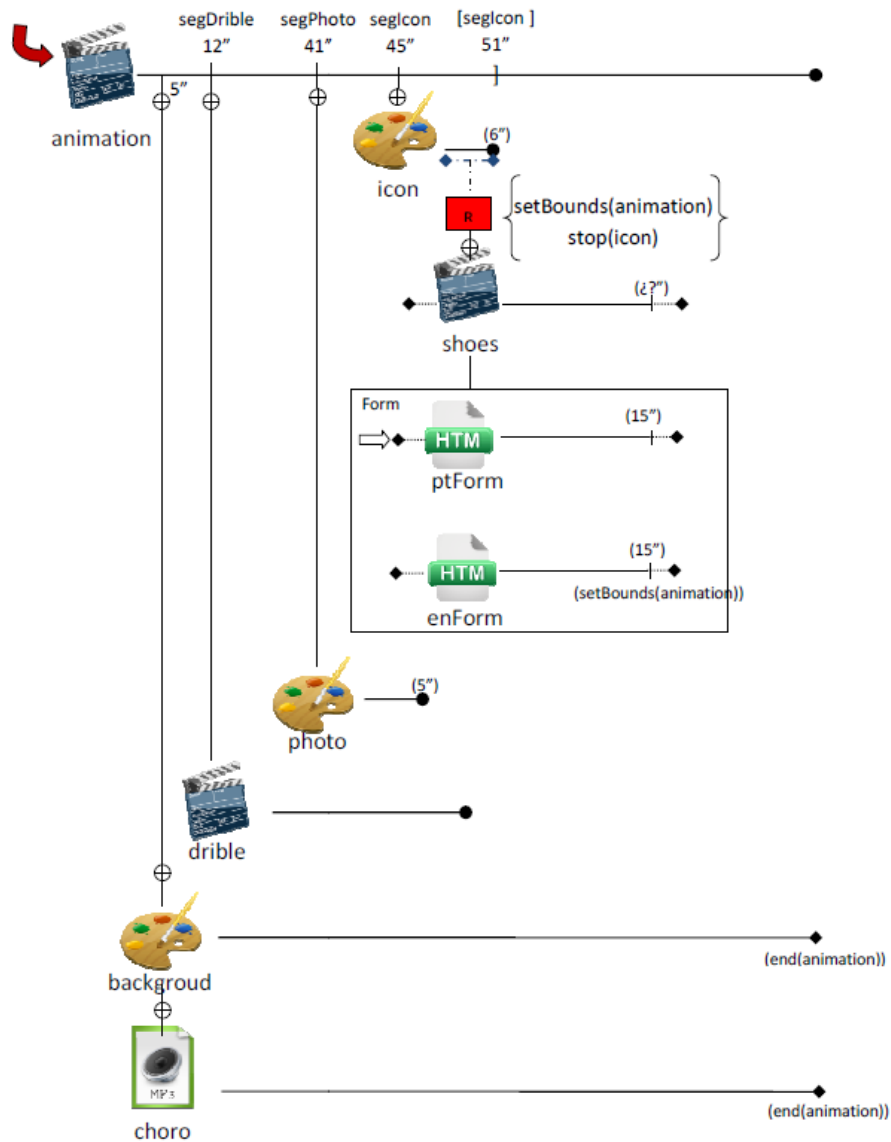 segDrible segPhoto segIcon [segIcon ]
12” 41” 45” 51”
5”
]
animation
(6”)
icon
R
setBounds(animation)
stop(icon)
(¿?”)
shoes
Form
(15”)
HTM
ptForm
(15”)
HTM
(setBounds(animation))
enForm
(5”)
photo
drible
(end(animation))
backgroud
MP3
(end(animation))
choro